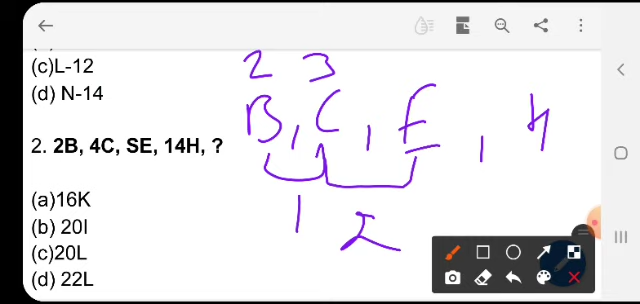 (c)L-12
(d) N-14
2 3
B, C, E, H
2. 2B, 4C, SE, 14H, ?
1 2
(a)16K
(b) 20I
(c)20L
(d) 22L